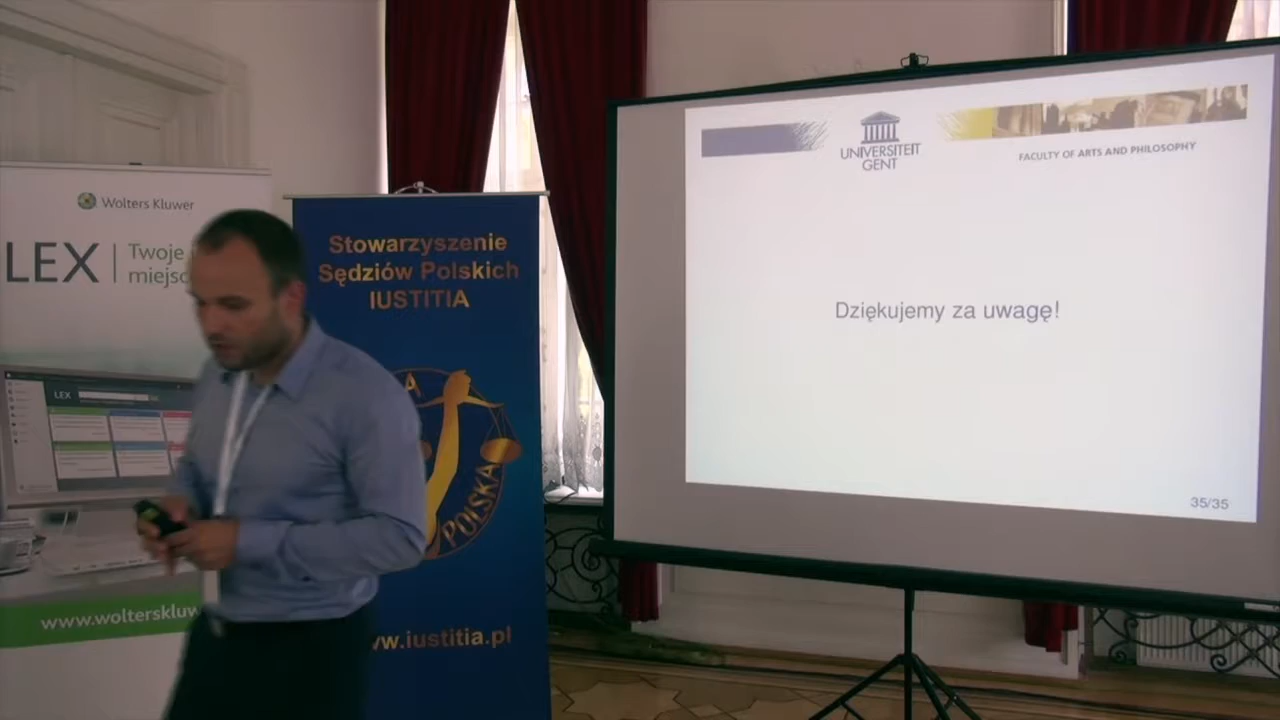 Wolters Kluwer
LEX
Twoje
miejsc
LEX
www.wolterskluw
Stowarzyszenie
Sędziów Polskich
IUSTITIA
POLSKA
w.iustitia.pl
UNIVERSITEIT
GENT
FACULTY OF ARTS AND PHILOSOPHY
Dziękujemy za uwagę!
35/35